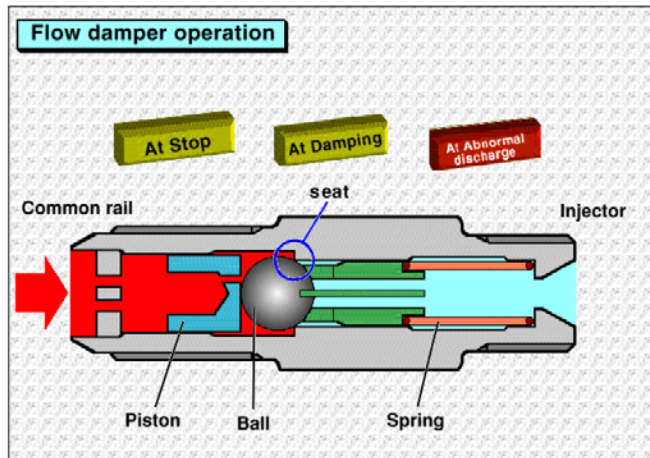 Flow damper operation
At Stop
At Damping
At Abnormal
discharge
seat
Common rail
Injector
Piston
Ball
Spring